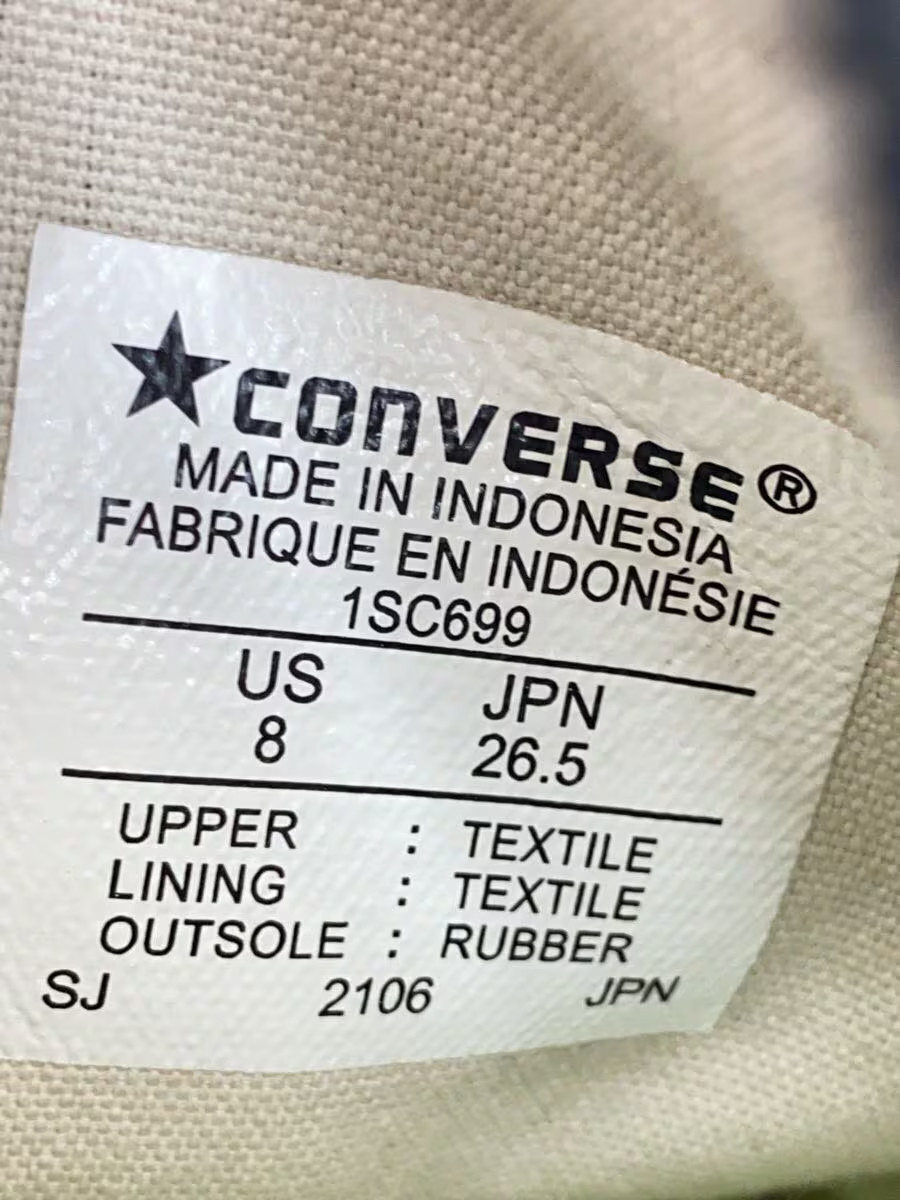 ★CONVERSE®
MADE IN INDONESIA
FABRIQUE EN INDONÉSIE
1SC699
US JPN
8 26.5
UPPER : TEXTILE
LINING : TEXTILE
OUTSOLE : RUBBER
SJ 2106 JPN